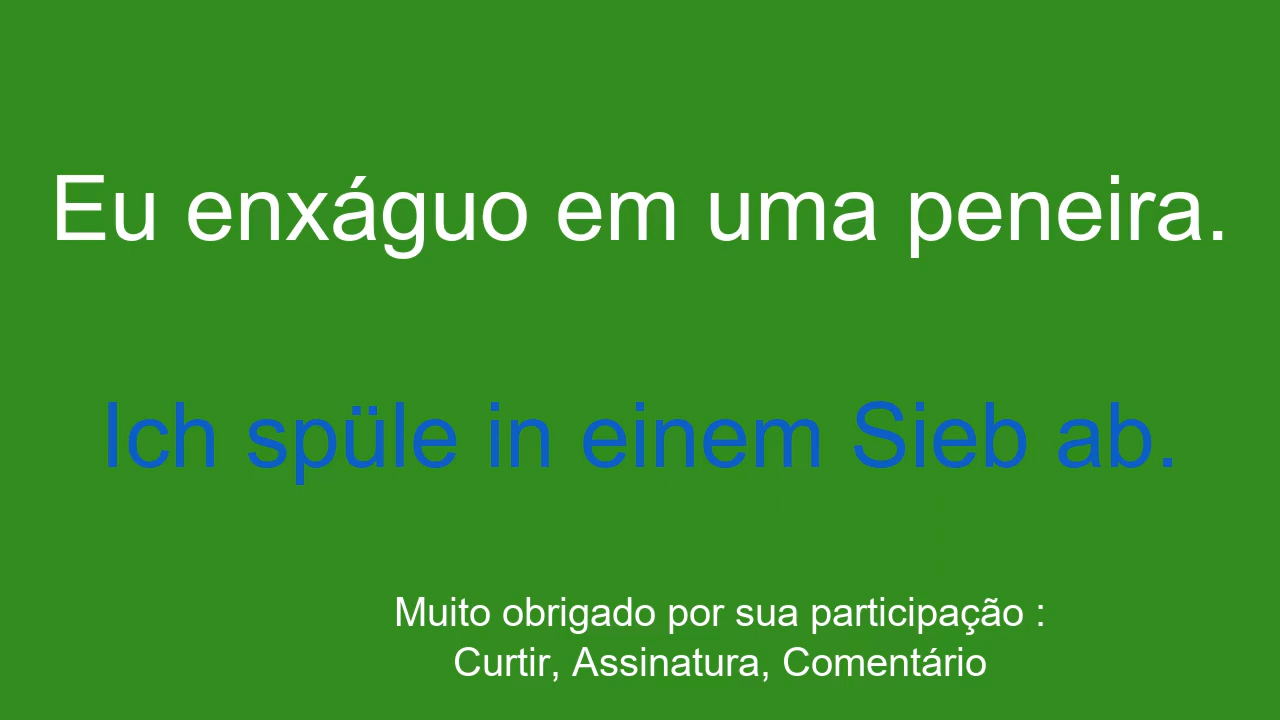 Eu enxáguo em uma peneira.
Ich spüle in einem Sieb ab.
Muito obrigado por sua participação :
Curtir, Assinatura, Comentário